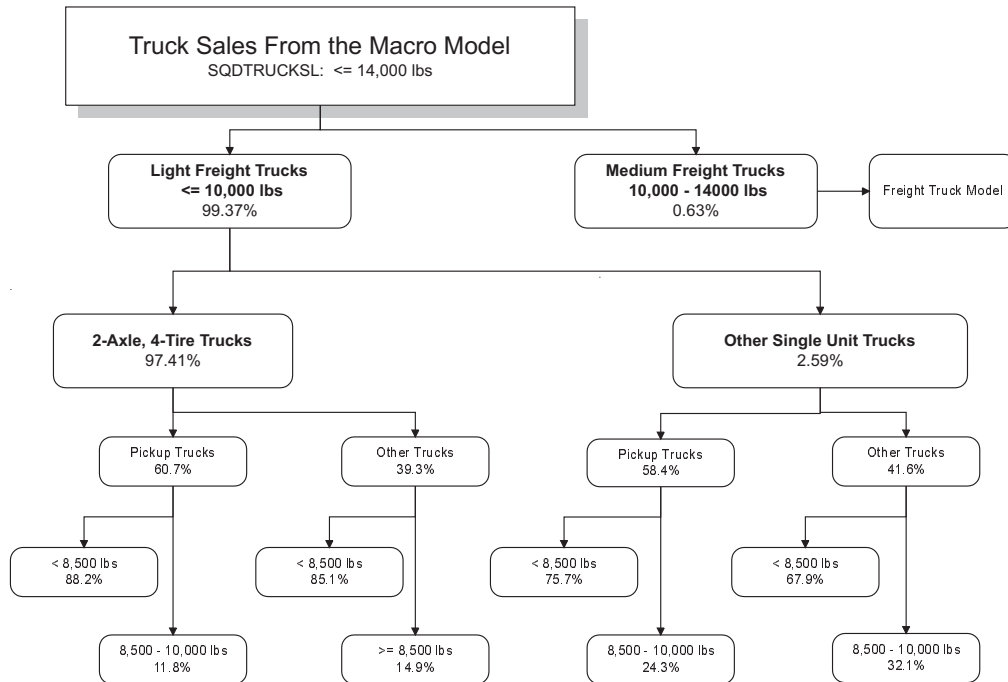 Truck Sales From the Macro Model
SQDTRUCKSL: <= 14,000 lbs
Light Freight Trucks
<= 10,000 lbs
99.37%
Medium Freight Trucks
10,000 - 14000 lbs
0.63%
Freight Truck Model
2-Axle, 4-Tire Trucks
97.41%
Other Single Unit Trucks
2.59%
Pickup Trucks
60.7%
Other Trucks
39.3%
Pickup Trucks
58.4%
Other Trucks
41.6%
< 8,500 lbs
88.2%
< 8,500 lbs
85.1%
< 8,500 lbs
75.7%
< 8,500 lbs
67.9%
8,500 - 10,000 lbs
11.8%
>= 8,500 lbs
14.9%
8,500 - 10,000 lbs
24.3%
8,500 - 10,000 lbs
32.1%